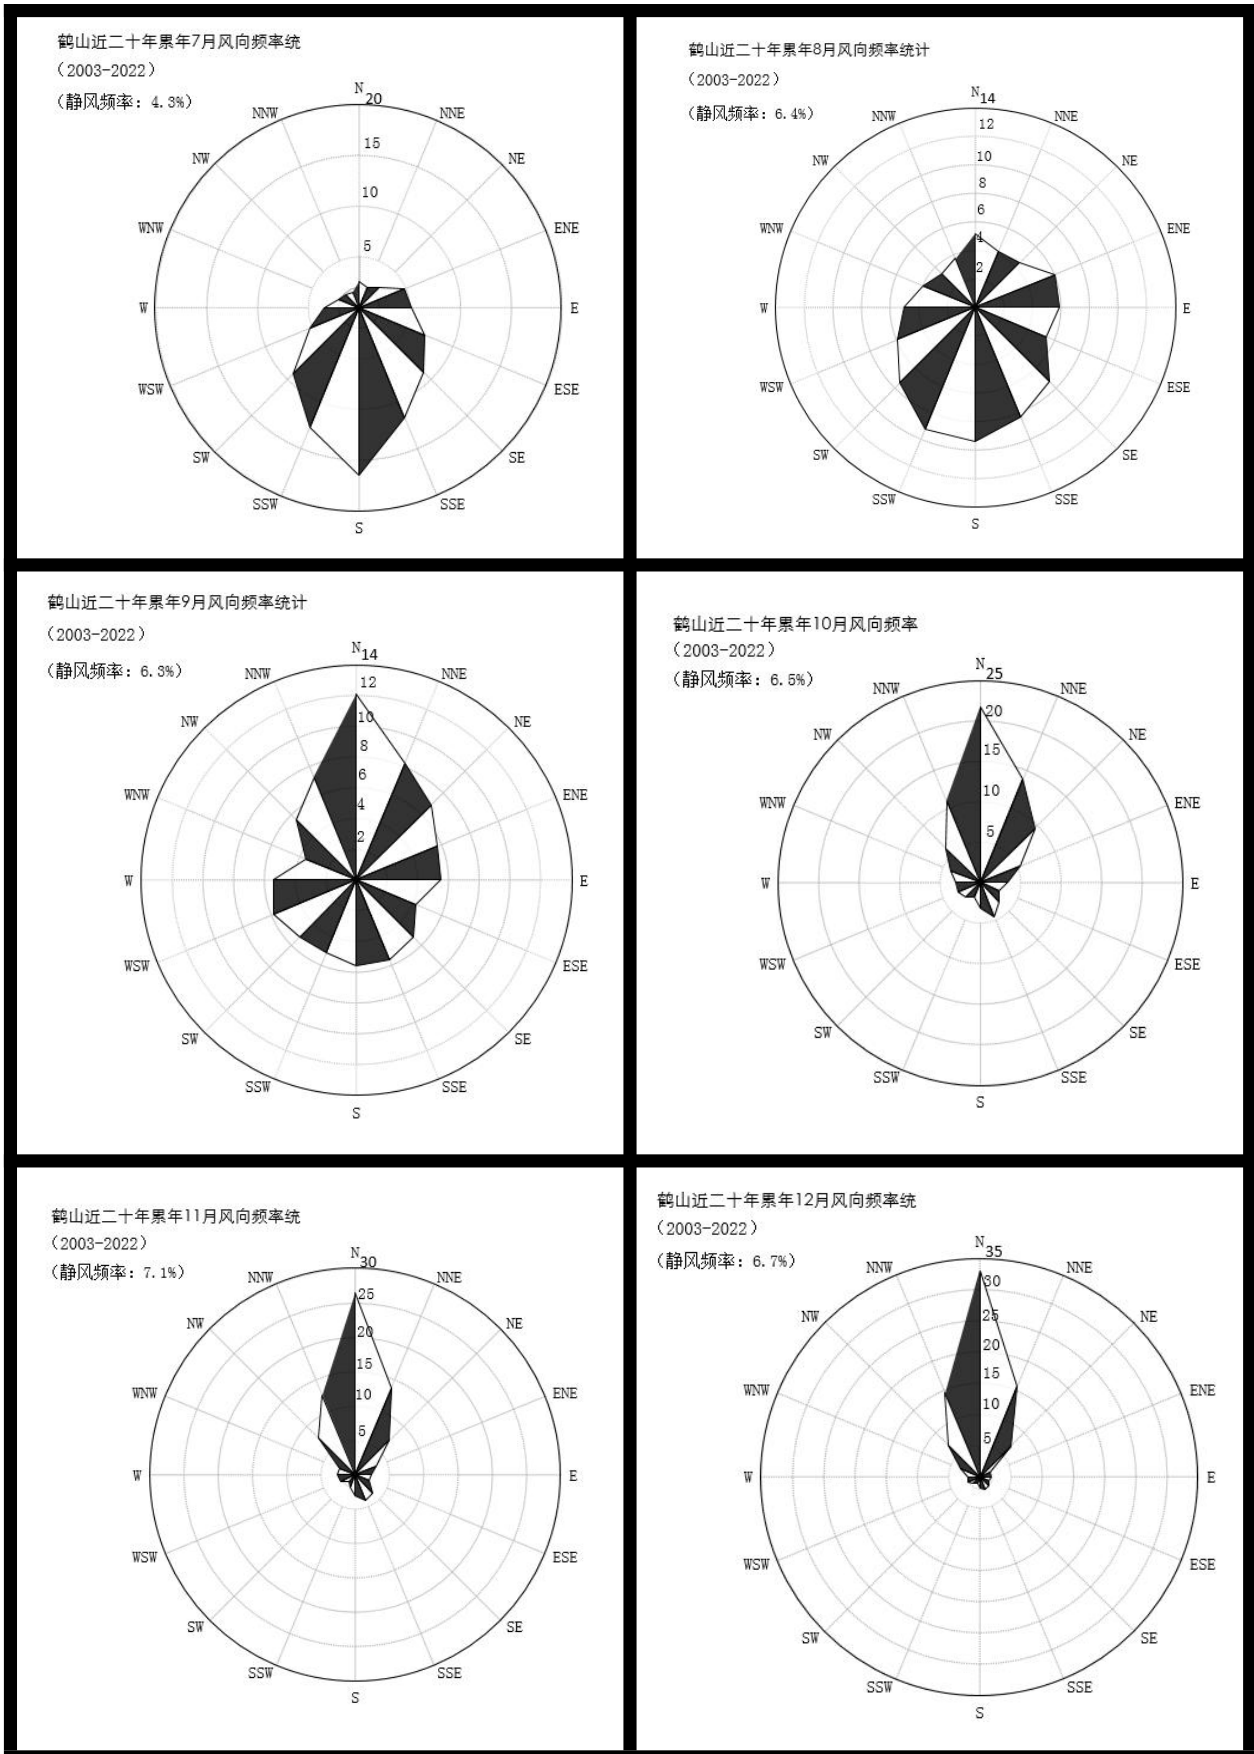 鹤山近二十年累年7月风向频率统
（2003-2022）
（静风频率：4.3%）
N
20
NNW
NNE
15
NW
NE
10
WNW
ENE
5
W
E
WSW
ESE
SW
SE
SSW
SSE
S
鹤山近二十年累年8月风向频率统计
（2003-2022）
（静风频率：6.4%）
N
14
NNW
NNE
12
NW
NE
10
8
6
WNW
ENE
4
2
W
E
WSW
ESE
SW
SE
SSW
SSE
S
鹤山近二十年累年9月风向频率统计
（2003-2022）
（静风频率：6.3%）
N
14
NNW
NNE
12
NW
NE
10
8
6
WNW
ENE
4
2
W
E
WSW
ESE
SW
SE
SSW
SSE
S
鹤山近二十年累年10月风向频率
（2003-2022）
（静风频率：6.5%）
N
25
NNW
NNE
20
NW
NE
15
10
WNW
ENE
5
W
E
WSW
ESE
SW
SE
SSW
SSE
S
鹤山近二十年累年11月风向频率统
（2003-2022）
（静风频率：7.1%）
N
30
NNW
NNE
25
NW
NE
20
15
WNW
ENE
10
5
W
E
WSW
ESE
SW
SE
SSW
SSE
S
鹤山近二十年累年12月风向频率统
（2003-2022）
（静风频率：6.7%）
N
35
NNW
NNE
30
NW
NE
25
20
15
WNW
ENE
10
5
W
E
WSW
ESE
SW
SE
SSW
SSE
S